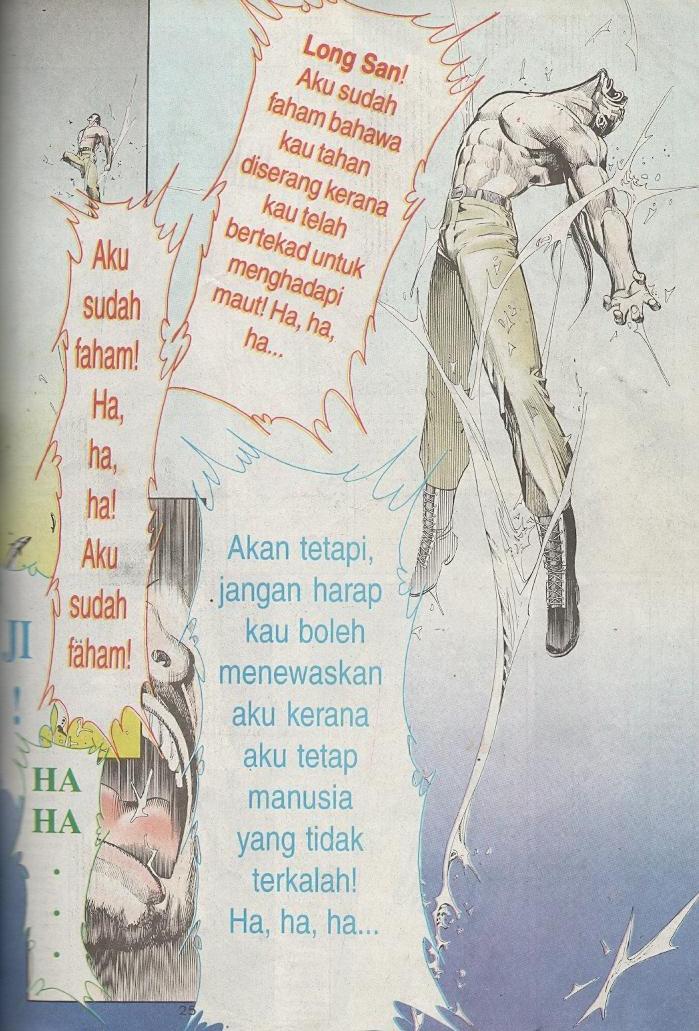 Long San!
Aku sudah
faham bahawa
kau tahan
diserang kerana
kau telah
bertekad untuk
menghadapi
maut! Ha, ha,
ha...
Aku
sudah
faham!
Ha,
ha,
ha!
Aku
sudah
faham!
Akan tetapi,
jangan harap
kau boleh
menewaskan
aku kerana
aku tetap
manusia
yang tidak
terkalah!
Ha, ha, ha...
JI
!
HA
HA
.
.
.
25